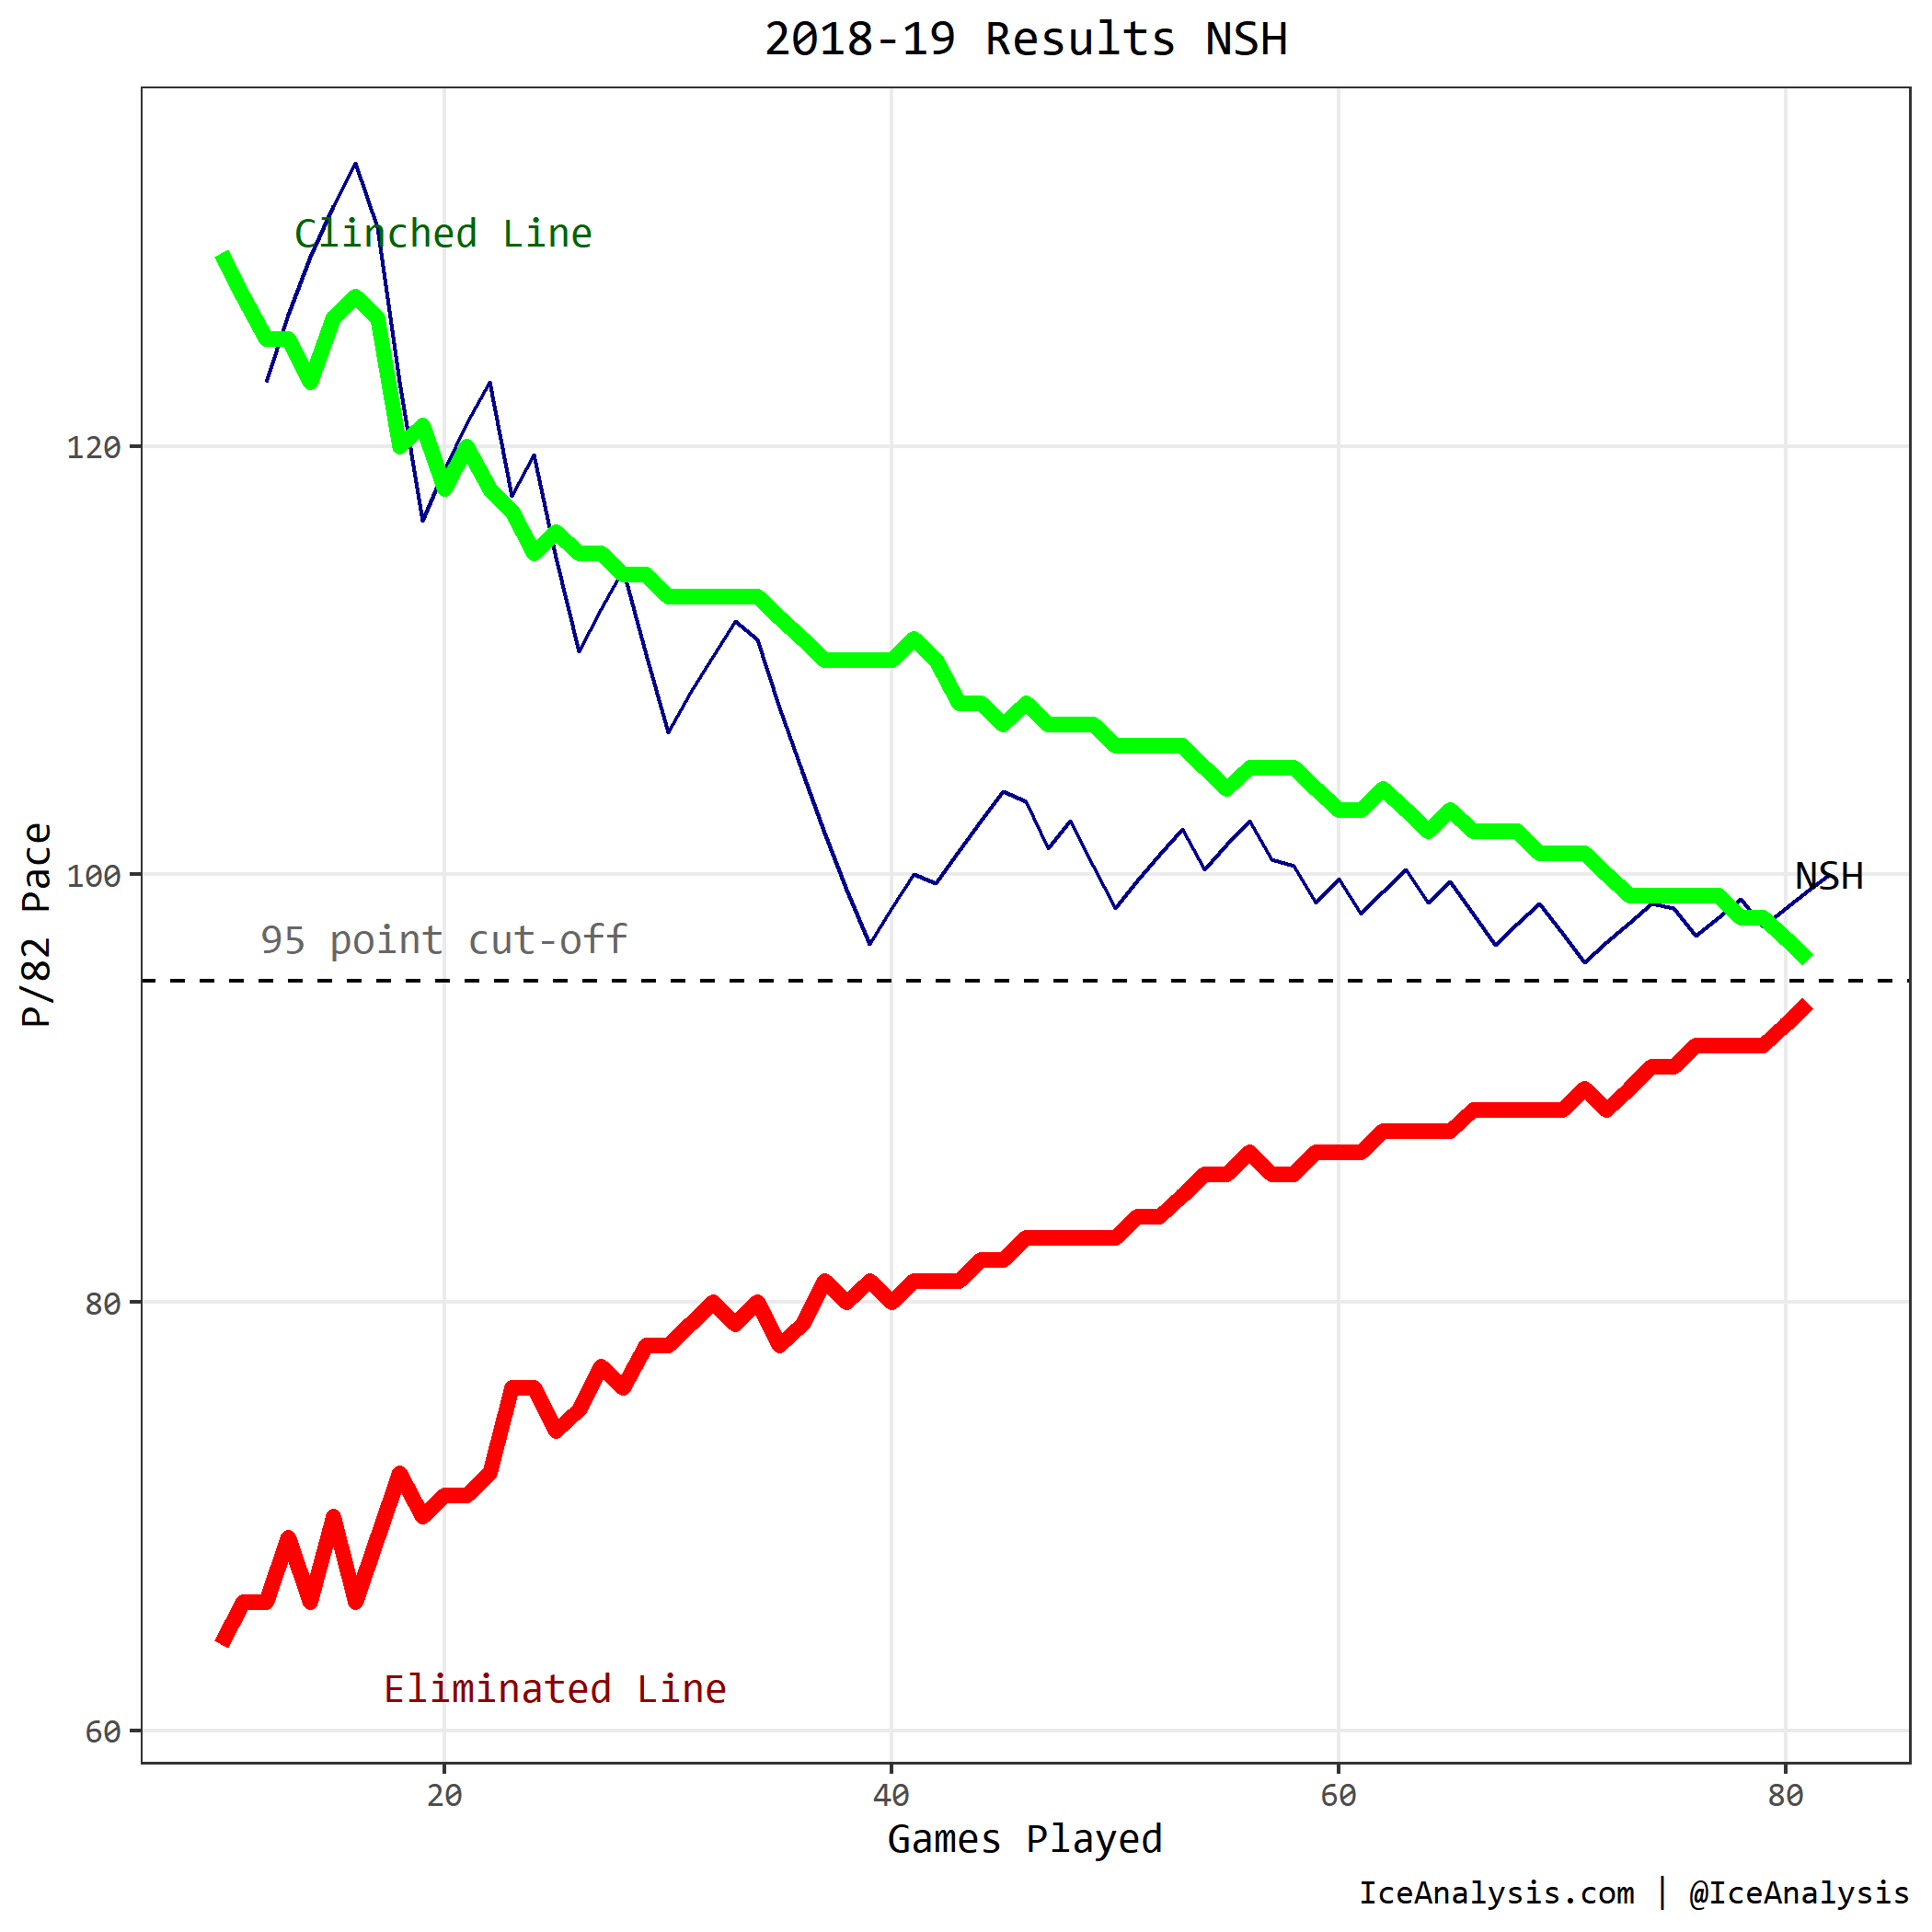 2018-19 Results NSH
Clinched Line
120
100
NSH
95 point cut-off
P/82 Pace
80
Eliminated Line
60
20 40 60 80
Games Played
IceAnalysis.com | @IceAnalysis